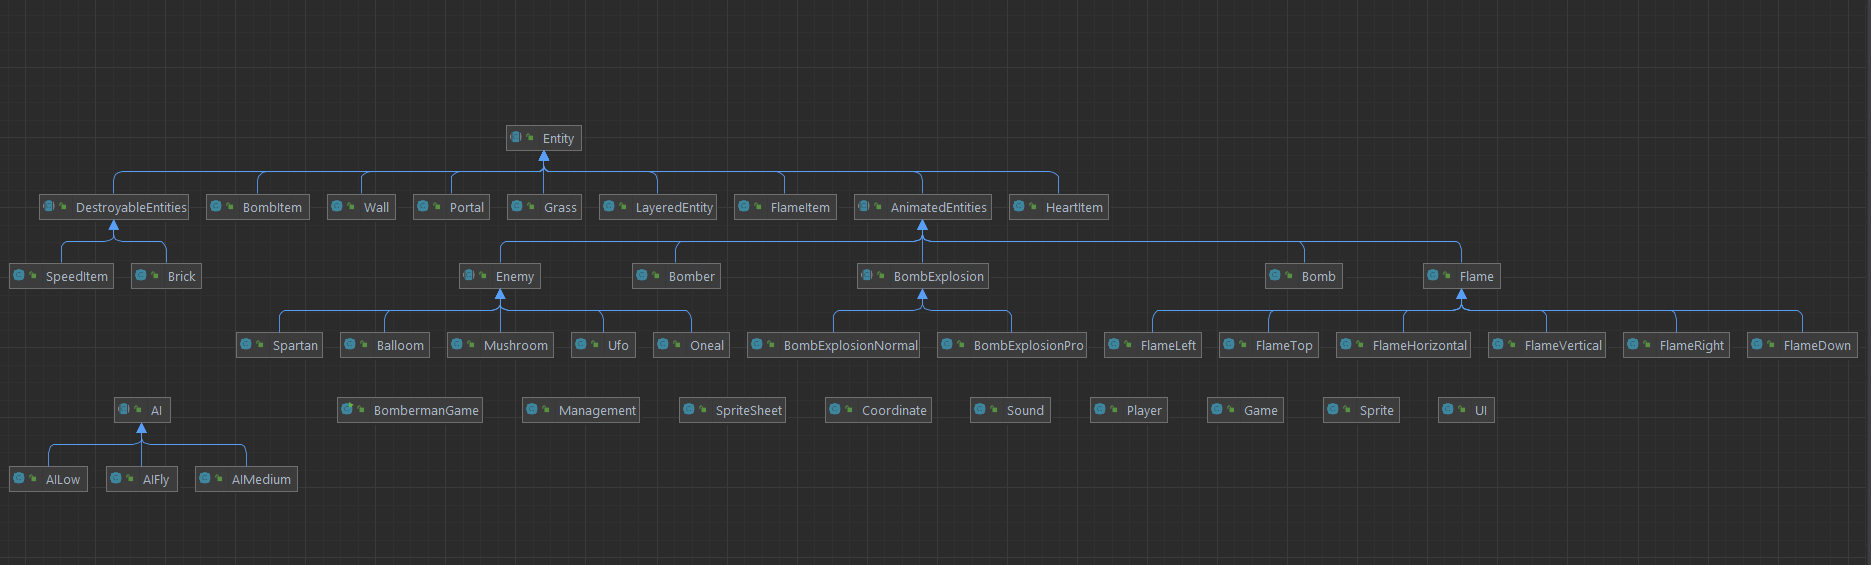 Entity
DestroyableEntities BombItem Wall Portal Grass LayeredEntity FlameItem AnimatedEntities HeartItem
SpeedItem Brick Enemy Bomber BombExplosion Bomb Flame
Spartan Balloom Mushroom Ufo Oneal BombExplosionNormal BombExplosionPro FlameLeft FlameTop FlameHorizontal FlameVertical FlameRight FlameDown
AI BombermanGame Management SpriteSheet Coordinate Sound Player Game Sprite UI
AILow AIFly AIMedium